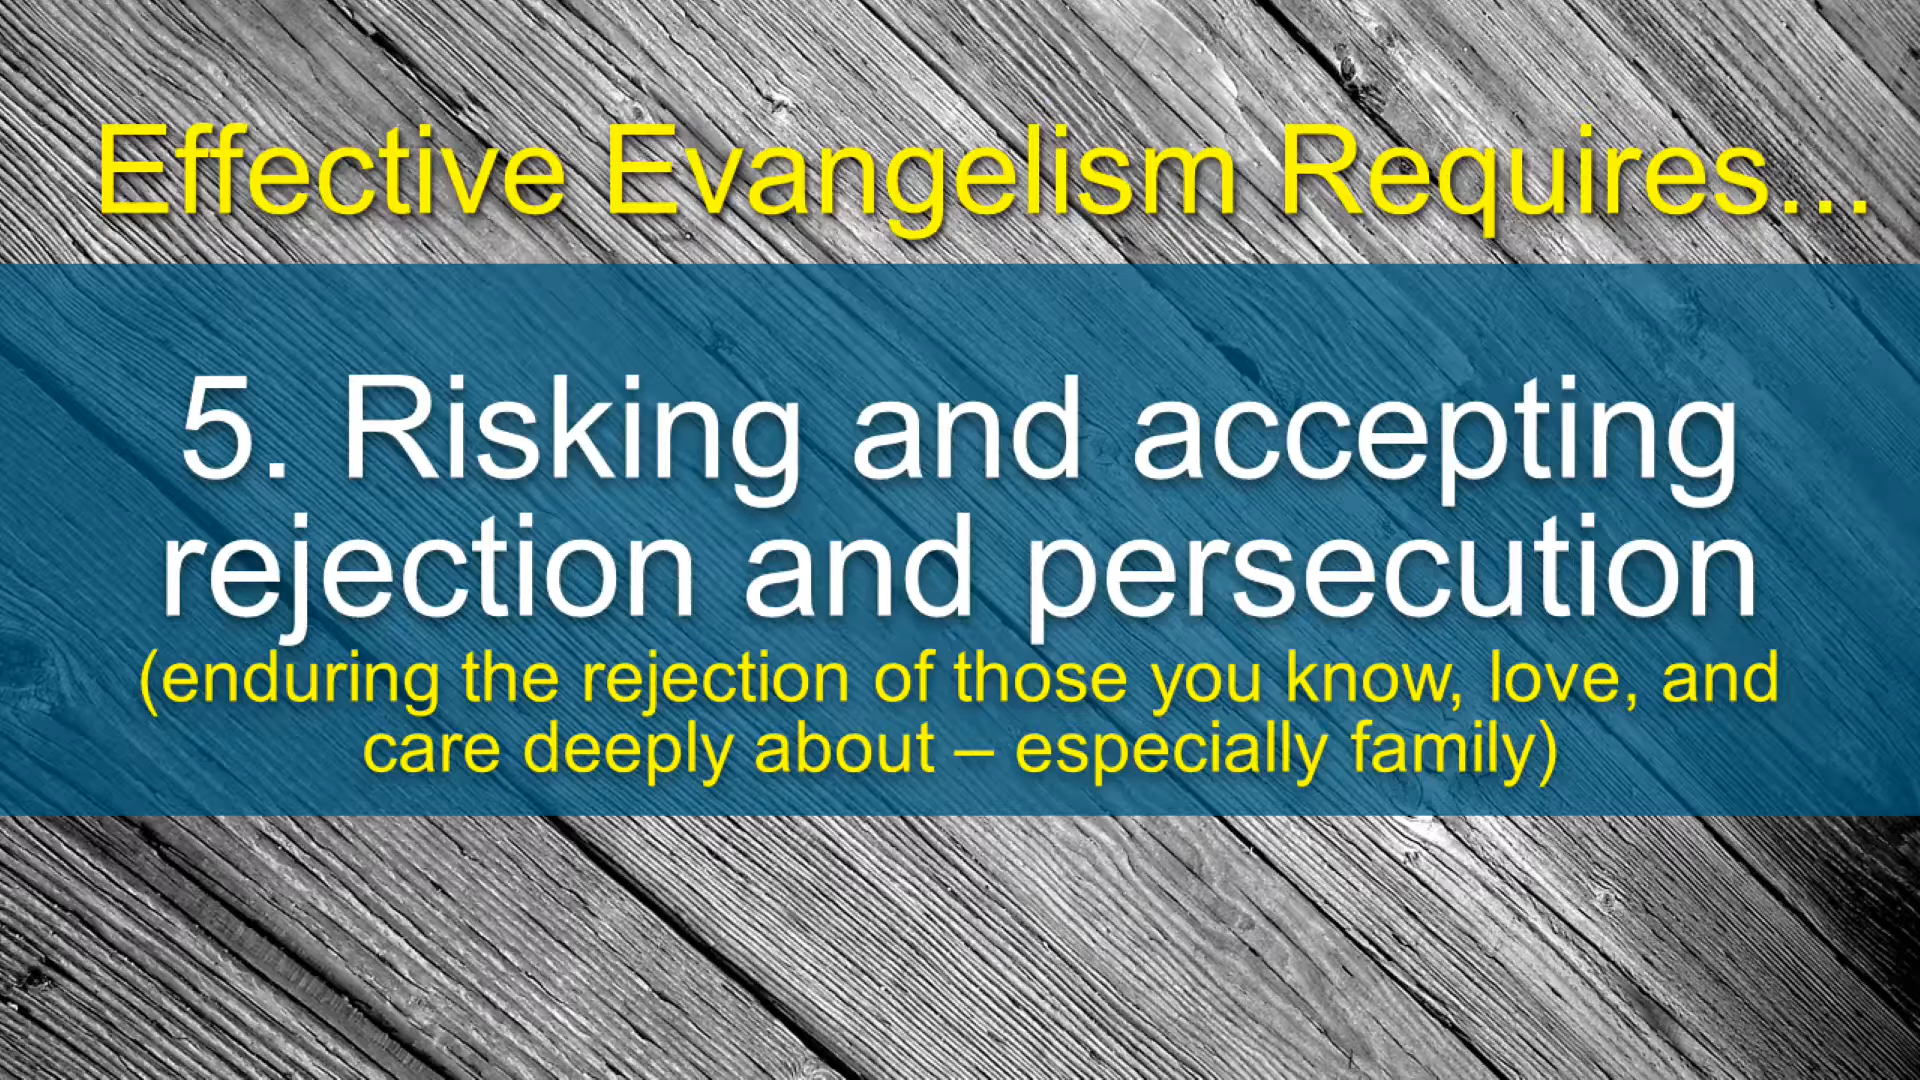 Effective Evangelism Requires...
5. Risking and accepting
rejection and persecution
(enduring the rejection of those you know, love, and
care deeply about – especially family)